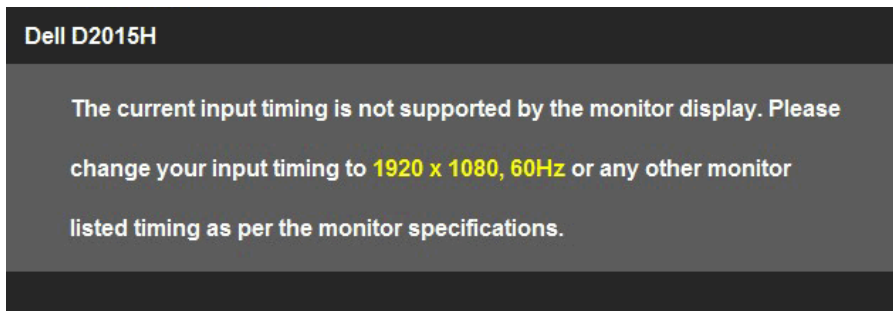 Dell D2015H
The current input timing is not supported by the monitor display. Please
change your input timing to 1920 x 1080, 60Hz or any other monitor
listed timing as per the monitor specifications.